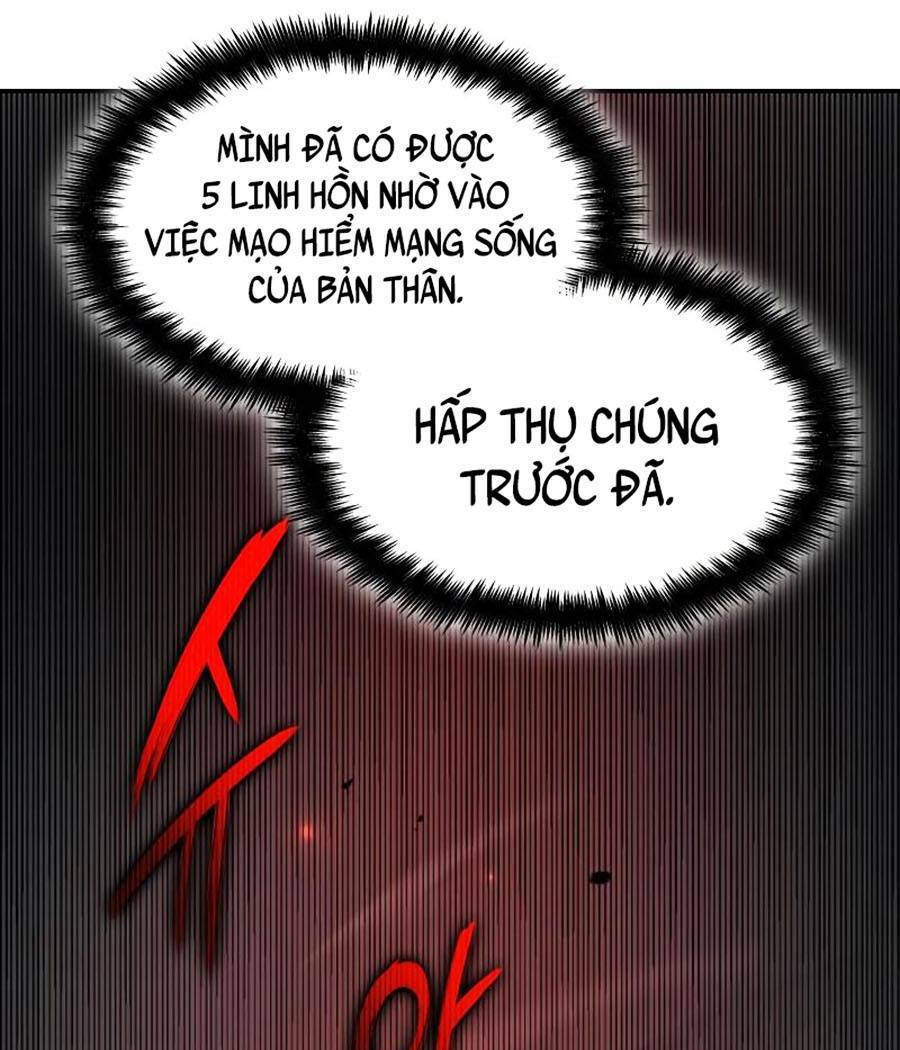 MÌNH ĐÃ CÓ ĐƯỢC
5 LINH HỒN NHỜ VÀO
VIỆC MẠO HIỂM MẠNG SỐNG
CỦA BẢN THÂN.
HẤP THỤ CHÚNG
TRƯỚC ĐÃ.